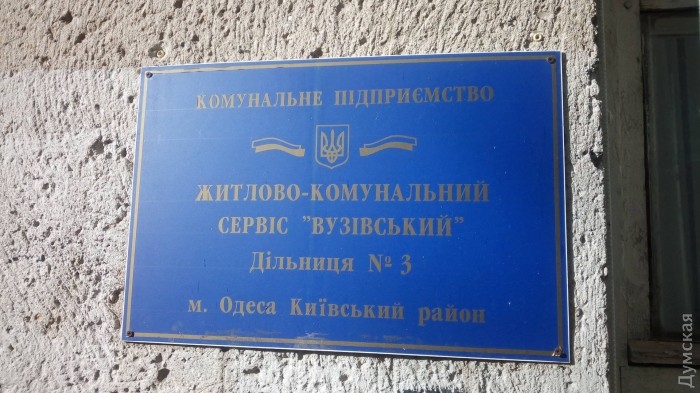 КОМУНАЛЬНЕ ПІДПРИЄМСТВО
ЖИТЛОВО-КОМУНАЛЬНИЙ
СЕРВІС "ВУЗІВСЬКИЙ"
Дільниця № 3
м. Одеса Київський район
Думская